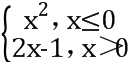 x², x≤0
2x-1, x>0